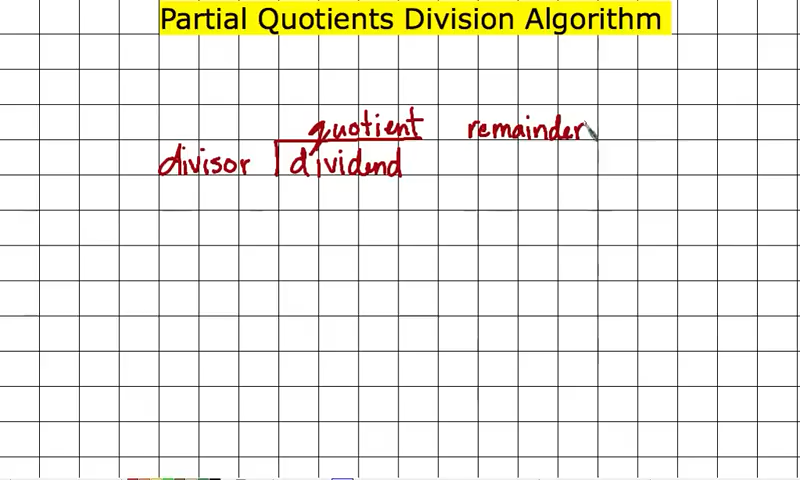 Partial Quotients Division Algorithm
quotient remainder
divisor dividend